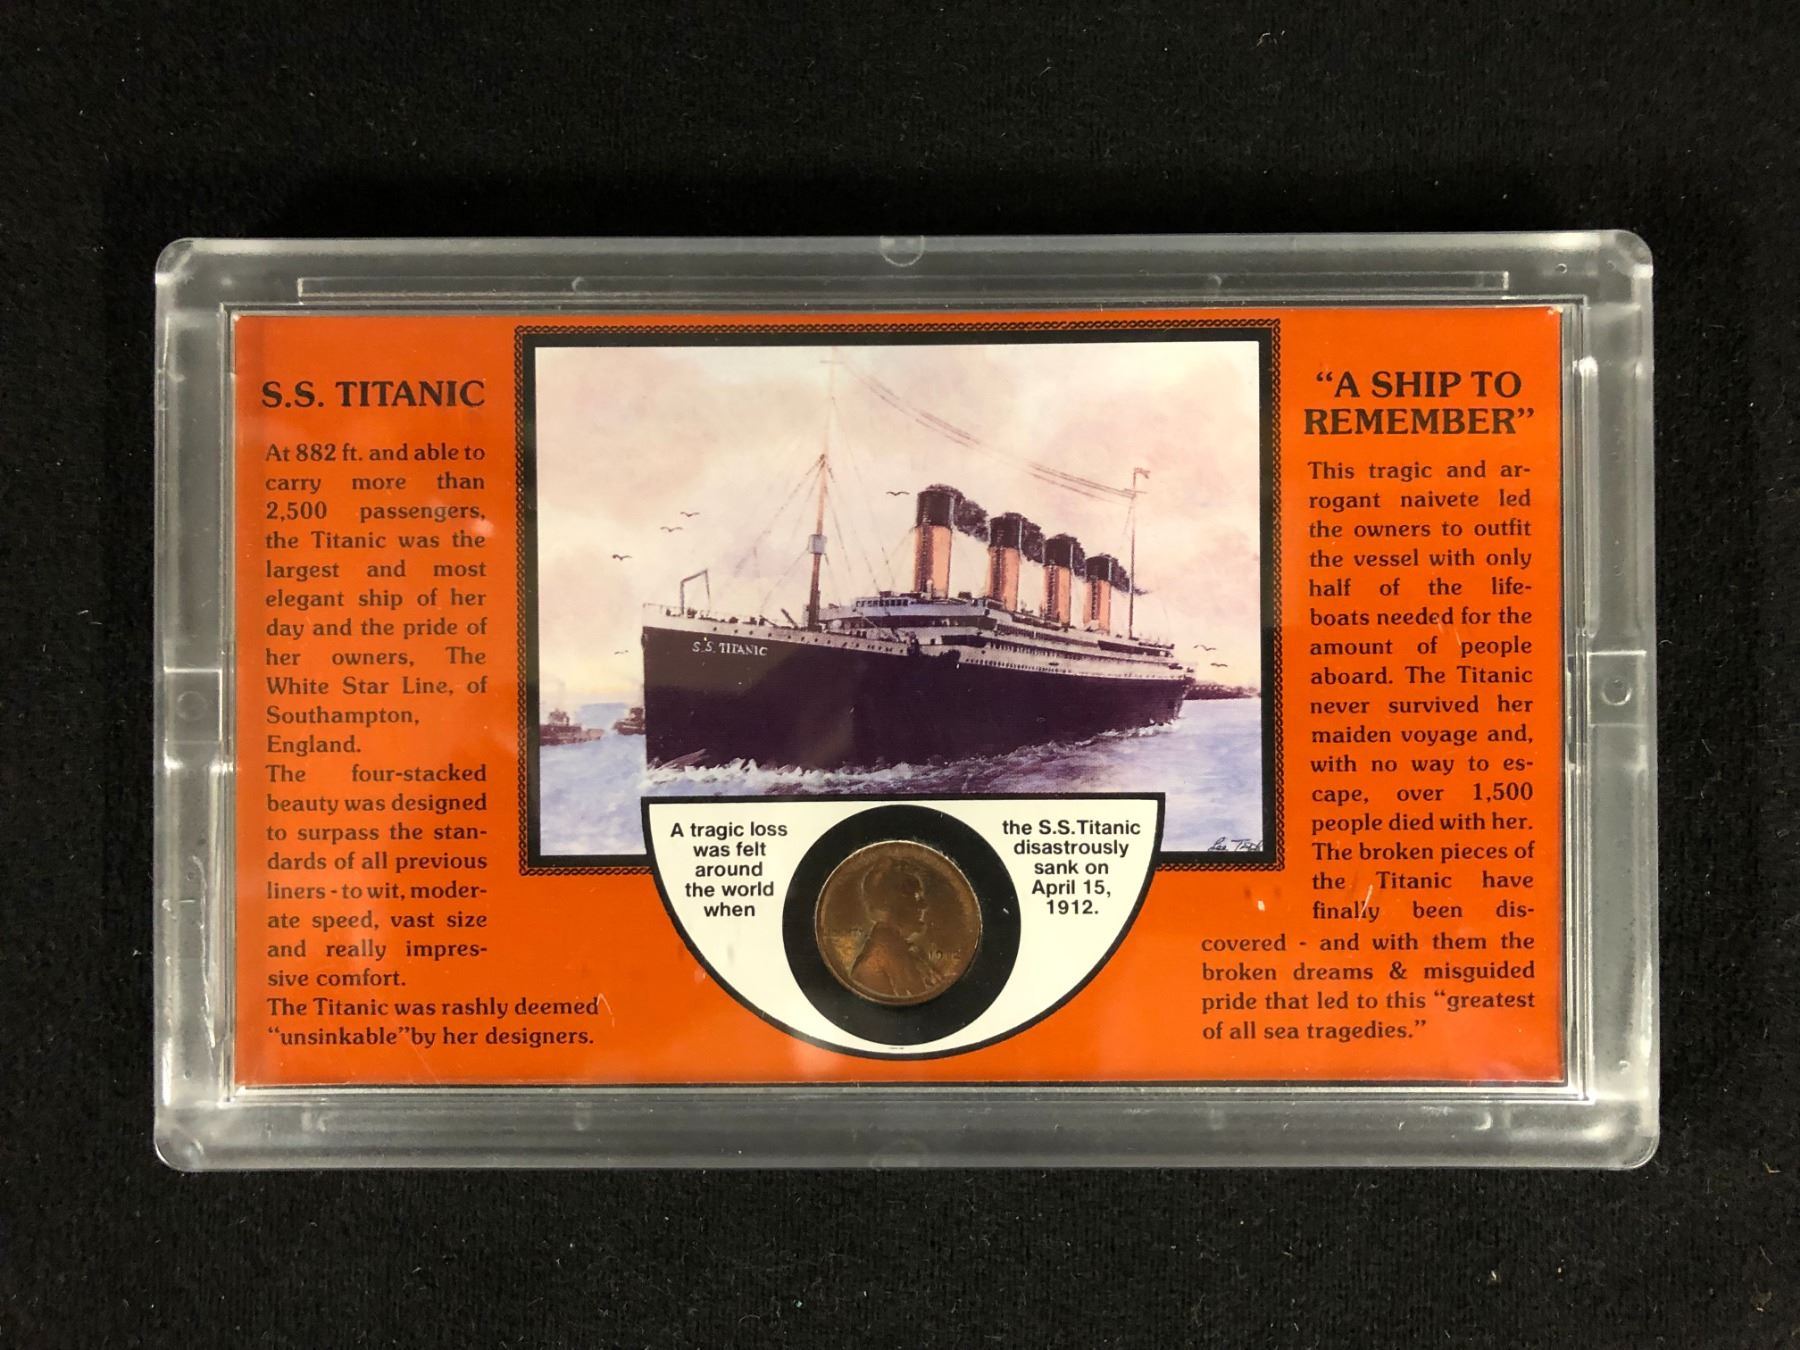 S.S. TITANIC
At 882 ft. and able to
carry more than
2,500 passengers,
the Titanic was the
largest and most
elegant ship of her
day and the pride of
her owners, The
White Star Line, of
Southampton,
England.
The four-stacked
beauty was designed
to surpass the stan-
dards of all previous
liners - to wit, moder-
ate speed, vast size
and really impres-
sive comfort.
The Titanic was rashly deemed
"unsinkable"by her designers.
S.S. TITANIC
A tragic loss
was felt
around
the world
when
1912
the S.S.Titanic
disastrously
sank on
April 15,
1912.
"A SHIP TO
REMEMBER"
This tragic and ar-
rogant naivete led
the owners to outfit
the vessel with only
half of the life-
boats needed for the
amount of people
aboard. The Titanic
never survived her
maiden voyage and,
with no way to es-
cape, over 1,500
people died with her.
The broken pieces of
the Titanic have
finally been dis-
covered - and with them the
broken dreams & misguided
pride that led to this "greatest
of all sea tragedies."